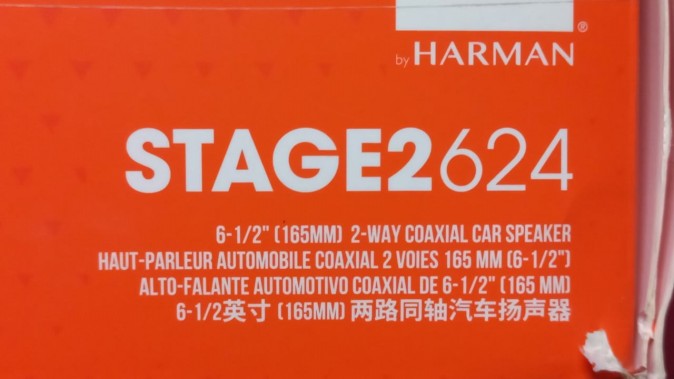 by HARMAN®
STAGE2624
6-1/2" (165MM) 2-WAY COAXIAL CAR SPEAKER
HAUT-PARLEUR AUTOMOBILE COAXIAL 2 VOIES 165 MM (6-1/2")
ALTO-FALANTE AUTOMOTIVO COAXIAL DE 6-1/2" (165 MM)
6-1/2英寸 (165MM) 两路同轴汽车扬声器